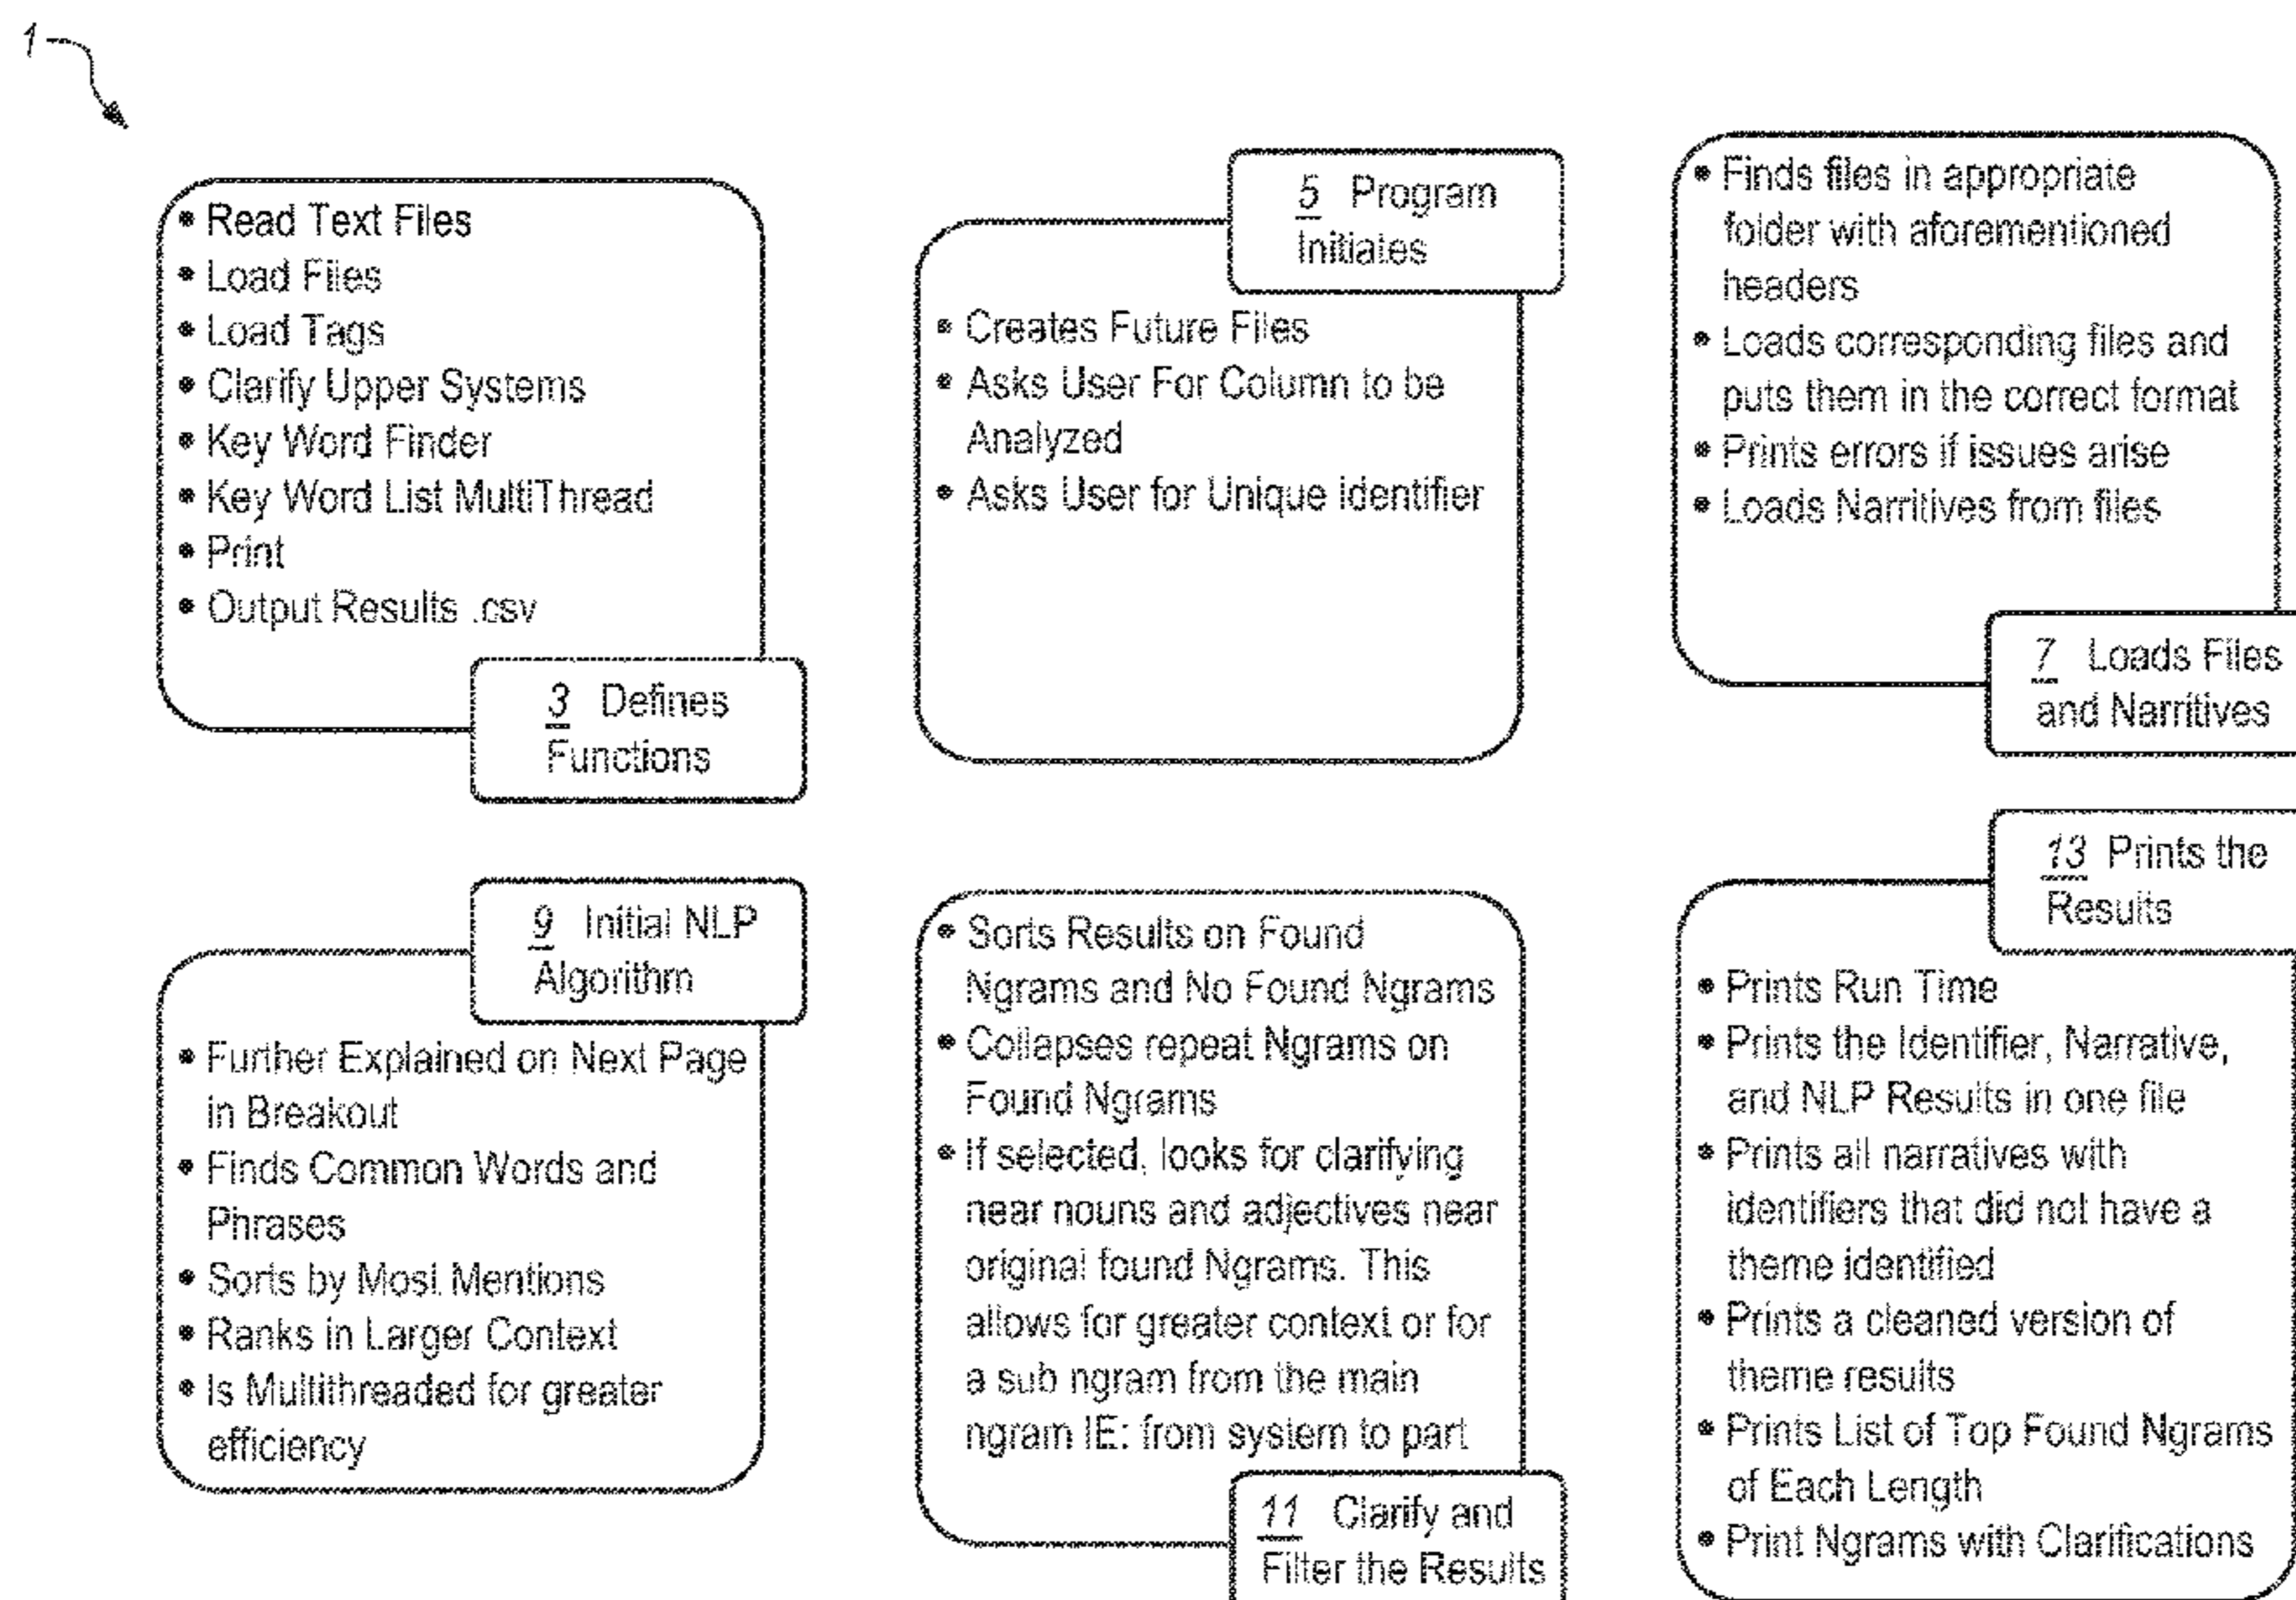 1
• Read Text Files
• Load Files
• Load Tags
• Clarify Upper Systems
• Key Word Finder
• Key Word List MultiThread
• Print
• Output Results .csv
3 Defines
Functions
5 Program
Initiates
• Creates Future Files
• Asks User For Column to be
Analyzed
• Asks User for Unique identifier
• Finds files in appropriate
folder with aforementioned
headers
• Loads corresponding files and
puts them in the correct format
• Prints errors if issues arise
• Loads Narritives from files
7 Loads Files
and Narritives
9 Initial NLP
Algorithm
• Further Explained on Next Page
in Breakout
• Finds Common Words and
Phrases
• Sorts by Most Mentions
• Ranks in Larger Context
• Is Multithreaded for greater
efficiency
• Sorts Results on Found
Ngrams and No Found Ngrams
• Collapses repeat Ngrams on
Found Ngrams
• If selected, looks for clarifying
near nouns and adjectives near
original found Ngrams. This
allows for greater context or for
a sub ngram from the main
ngram IE: from system to part
11 Clarify and
Filter the Results
13 Prints the
Results
• Prints Run Time
• Prints the Identifier, Narrative,
and NLP Results in one file
• Prints all narratives with
identifiers that did not have a
theme identified
• Prints a cleaned version of
theme results
• Prints List of Top Found Ngrams
of Each Length
• Print Ngrams with Clarifications